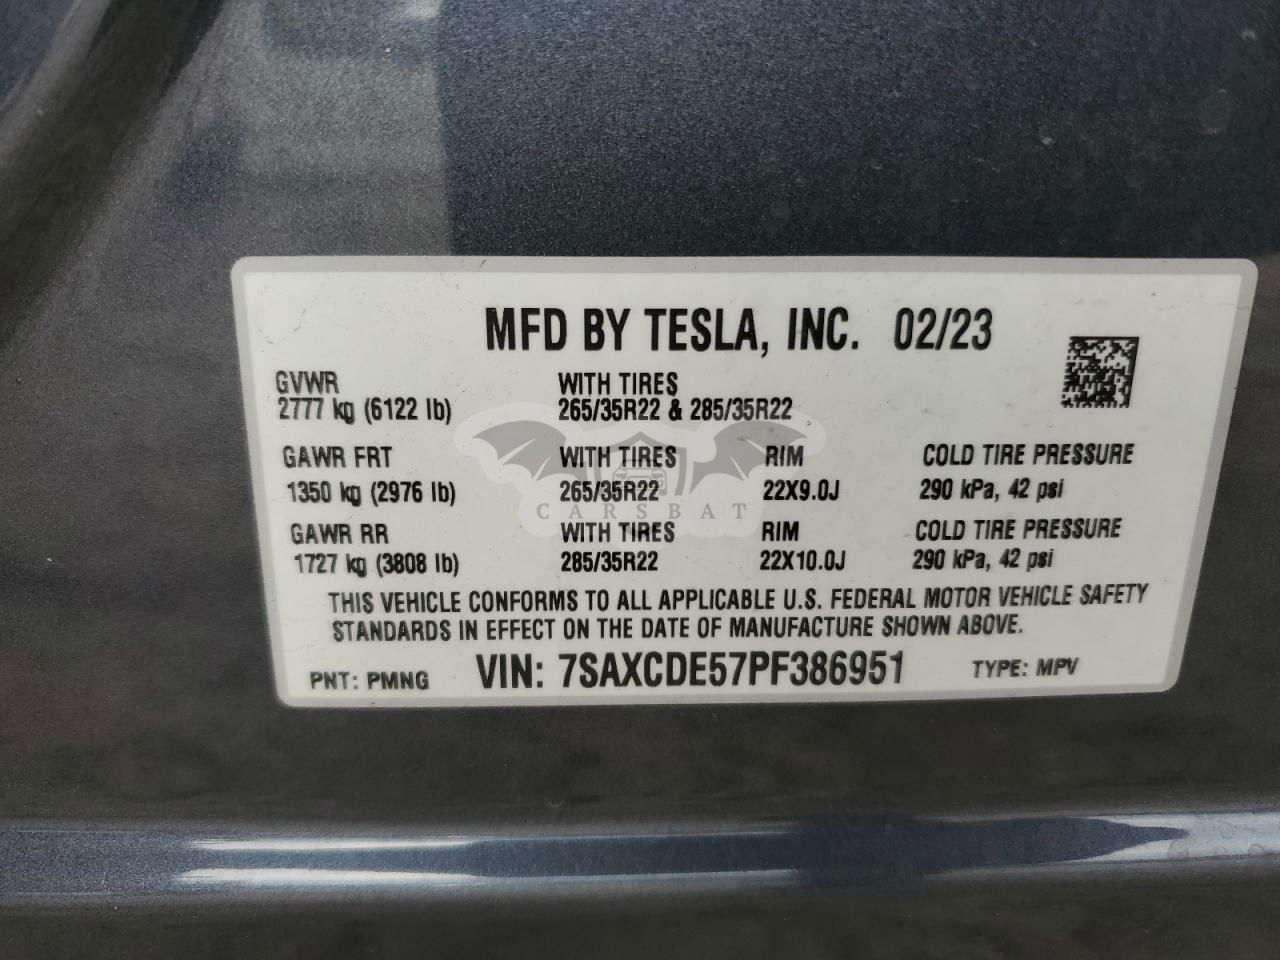 MFD BY TESLA, INC. 02/23
GVWR WITH TIRES
2777 kg (6122 lb) 265/35R22 & 285/35R22
GAWR FRT WITH TIRES RIM COLD TIRE PRESSURE
1350 kg (2976 lb) 265/35R22 22X9.0J 290 kPa, 42 psi
CARSBAT
GAWR RR WITH TIRES RIM COLD TIRE PRESSURE
1727 kg (3808 lb) 285/35R22 22X10.0J 290 kPa, 42 psi
THIS VEHICLE CONFORMS TO ALL APPLICABLE U.S. FEDERAL MOTOR VEHICLE SAFETY
STANDARDS IN EFFECT ON THE DATE OF MANUFACTURE SHOWN ABOVE.
PNT: PMNG VIN: 7SAXCDE57PF386951 TYPE: MPV